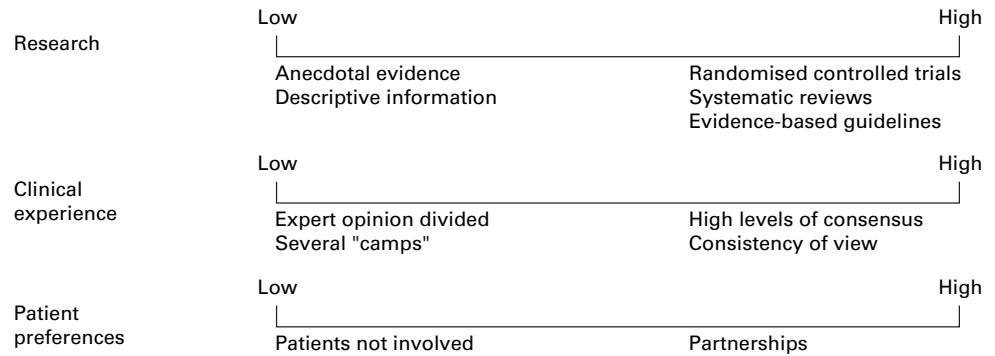 Low High
Research
Anecdotal evidence Randomised controlled trials
Descriptive information Systematic reviews
Evidence-based guidelines
Low High
Clinical
experience
Expert opinion divided High levels of consensus
Several "camps" Consistency of view
Low High
Patient
preferences
Patients not involved Partnerships